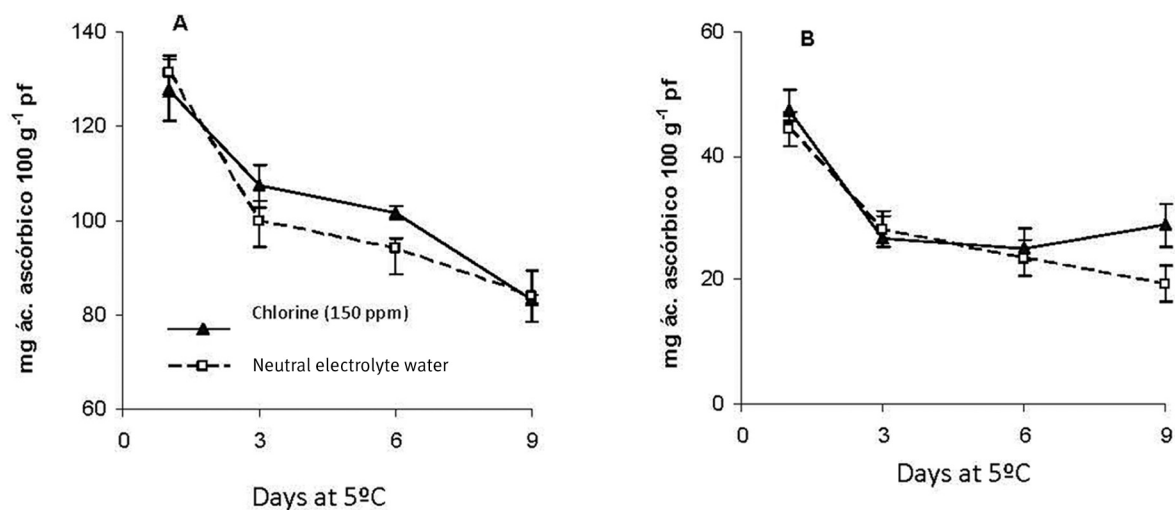 A
mg ác. ascórbico 100 g-1 pf
140
120
100
80
60
Chlorine (150 ppm)
Neutral electrolyte water
0 3 6 9
Days at 5ºC
B
mg ác. ascórbico 100 g-1 pf
60
40
20
0
0 3 6 9
Days at 5ºC